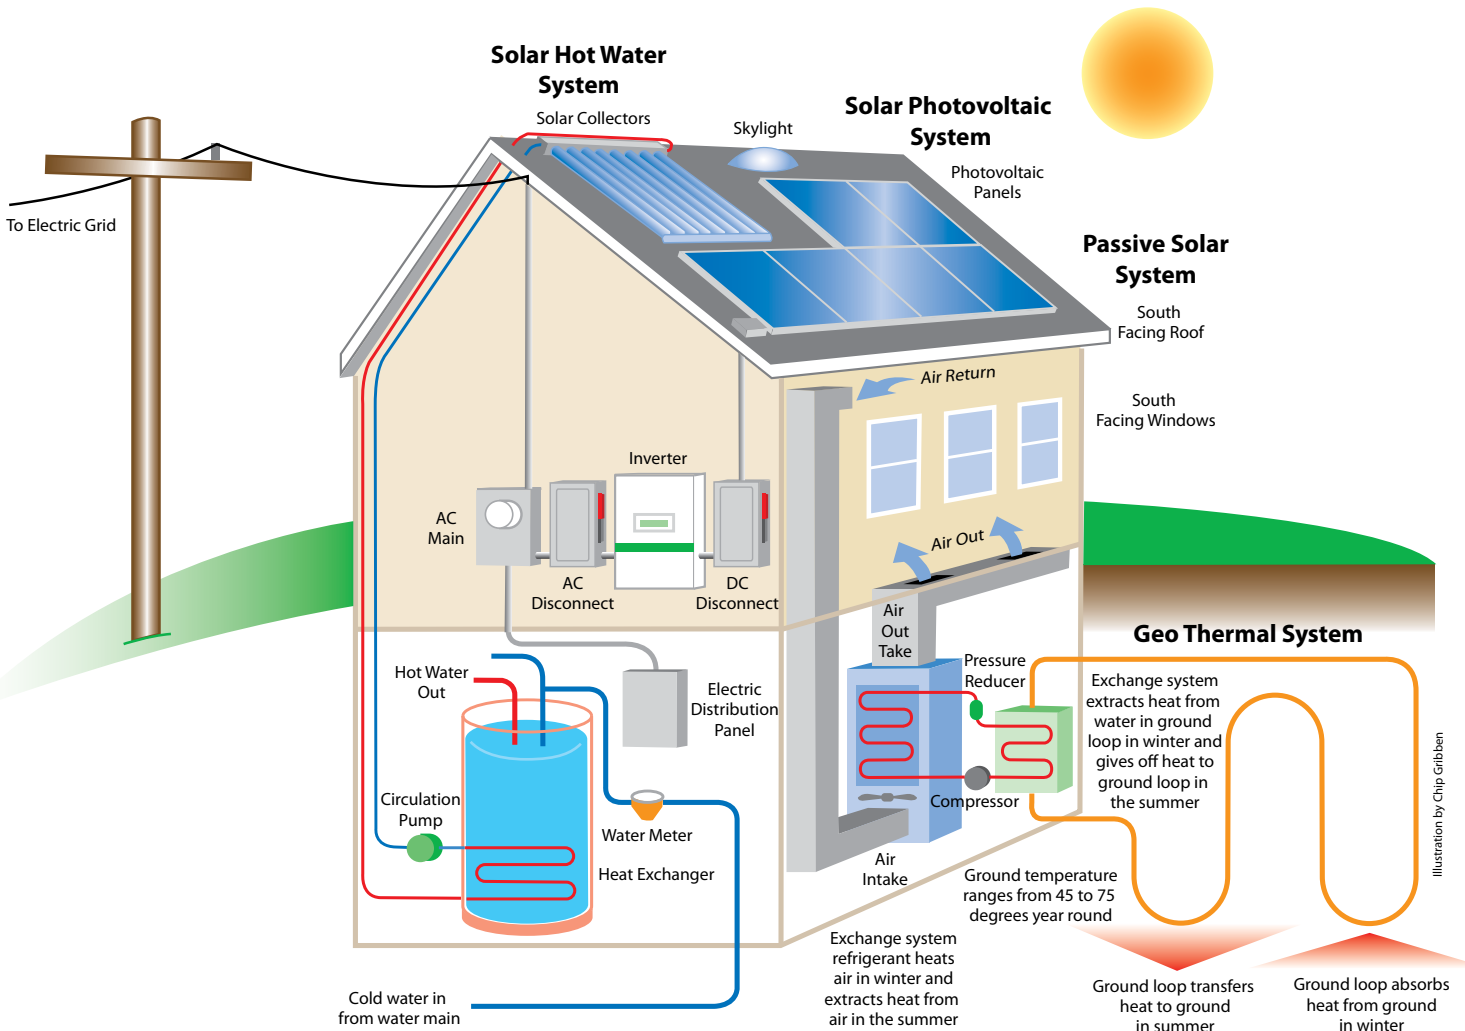 Solar Hot Water
System
Solar Collectors
Skylight
Solar Photovoltaic
System
Photovoltaic
Panels
To Electric Grid
Passive Solar
System
South
Facing Roof
South
Facing Windows
Air Return
Inverter
AC
Main
AC
Disconnect
DC
Disconnect
Air Out
Air
Out
Take
Geo Thermal System
Pressure
Reducer
Hot Water
Out
Electric
Distribution
Panel
Exchange system
extracts heat from
water in ground
loop in winter and
gives off heat to
ground loop in
the summer
Circulation
Pump
Water Meter
Compressor
Heat Exchanger
Air
Intake
Ground temperature
ranges from 45 to 75
degrees year round
Illustration by Chip Gribben
Exchange system
refrigerant heats
air in winter and
extracts heat from
air in the summer
Cold water in
from water main
Ground loop transfers
heat to ground
in summer
Ground loop absorbs
heat from ground
in winter